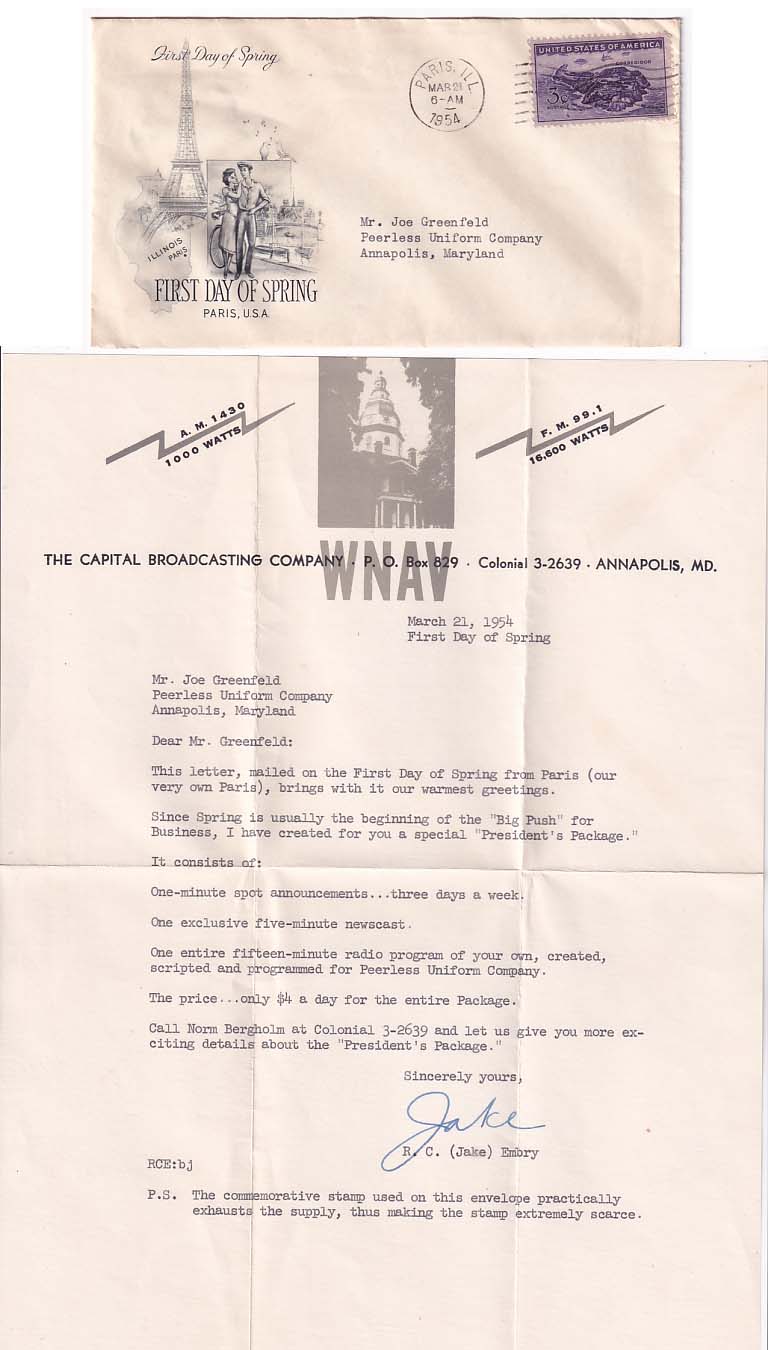 First Day of Spring
PARIS, ILL.
MAR 21
6-AM
1954
UNITED STATES OF AMERICA
CORREGIDOR
3¢
ILLINOIS
PARIS
FIRST DAY OF SPRING
PARIS, U.S.A.
Mr. Joe Greenfeld
Peerless Uniform Company
Annapolis, Maryland
A. M. 1430
1000 WATTS
F. M. 99.1
16,600 WATTS
THE CAPITAL BROADCASTING COMPANY · P. O. Box 829 · Colonial 3-2639 · ANNAPOLIS, MD.
WNAV
March 21, 1954
First Day of Spring
Mr. Joe Greenfeld
Peerless Uniform Company
Annapolis, Maryland
Dear Mr. Greenfeld:
This letter, mailed on the First Day of Spring from Paris (our
very own Paris), brings with it our warmest greetings.
Since Spring is usually the beginning of the "Big Push" for
Business, I have created for you a special "President's Package."
It consists of:
One-minute spot announcements...three days a week.
One exclusive five-minute newscast.
One entire fifteen-minute radio program of your own, created,
scripted and programmed for Peerless Uniform Company.
The price...only $4 a day for the entire Package.
Call Norm Bergholm at Colonial 3-2639 and let us give you more ex-
citing details about the "President's Package."
Sincerely yours,
Jake
R. C. (Jake) Embry
RCE:bj
P.S. The commemorative stamp used on this envelope practically
exhausts the supply, thus making the stamp extremely scarce.